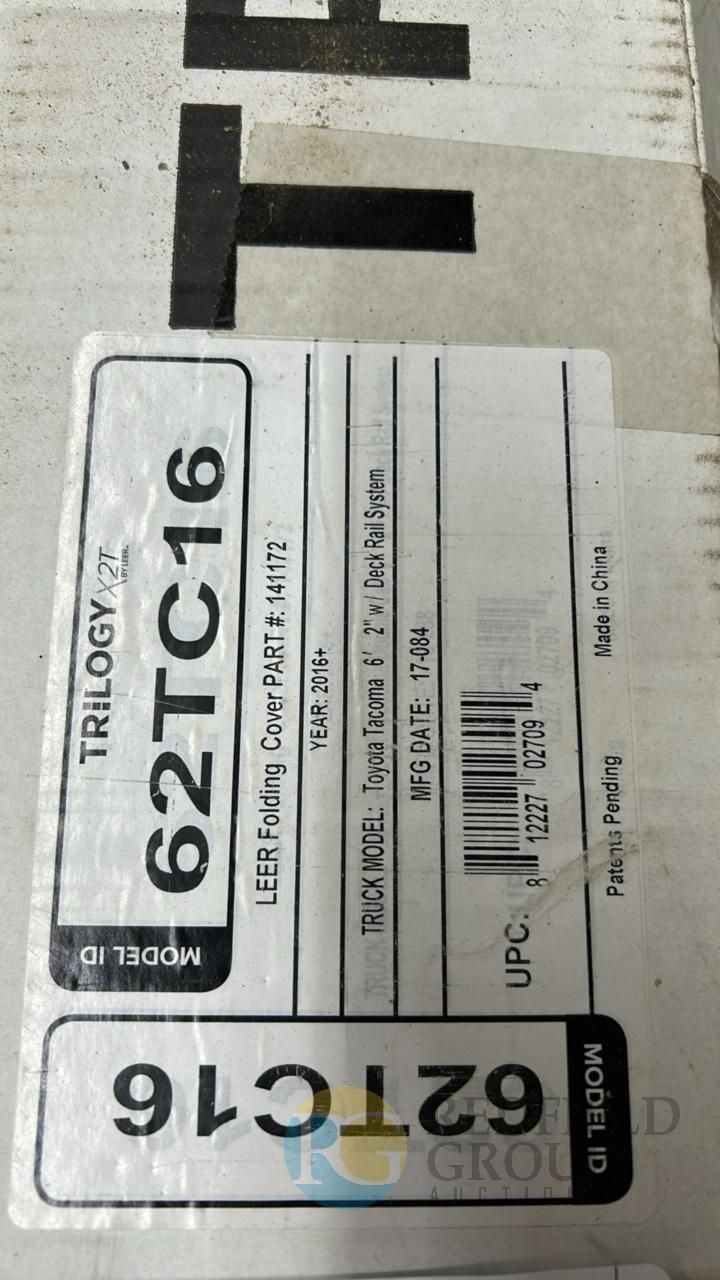 T
TRiLOGY X2T
BY LEER
62TC16
MODEL ID
LEER Folding Cover PART #: 141172
YEAR: 2016+
TRUCK MODEL: Toyota Tacoma 6' 2" w/ Deck Rail System
MFG DATE: 17-084
UPC:
8 12227 02709 4
Patents Pending Made in China
62TC16
MODEL ID
RG
REDFIELD
GROUP
AUCTIONS